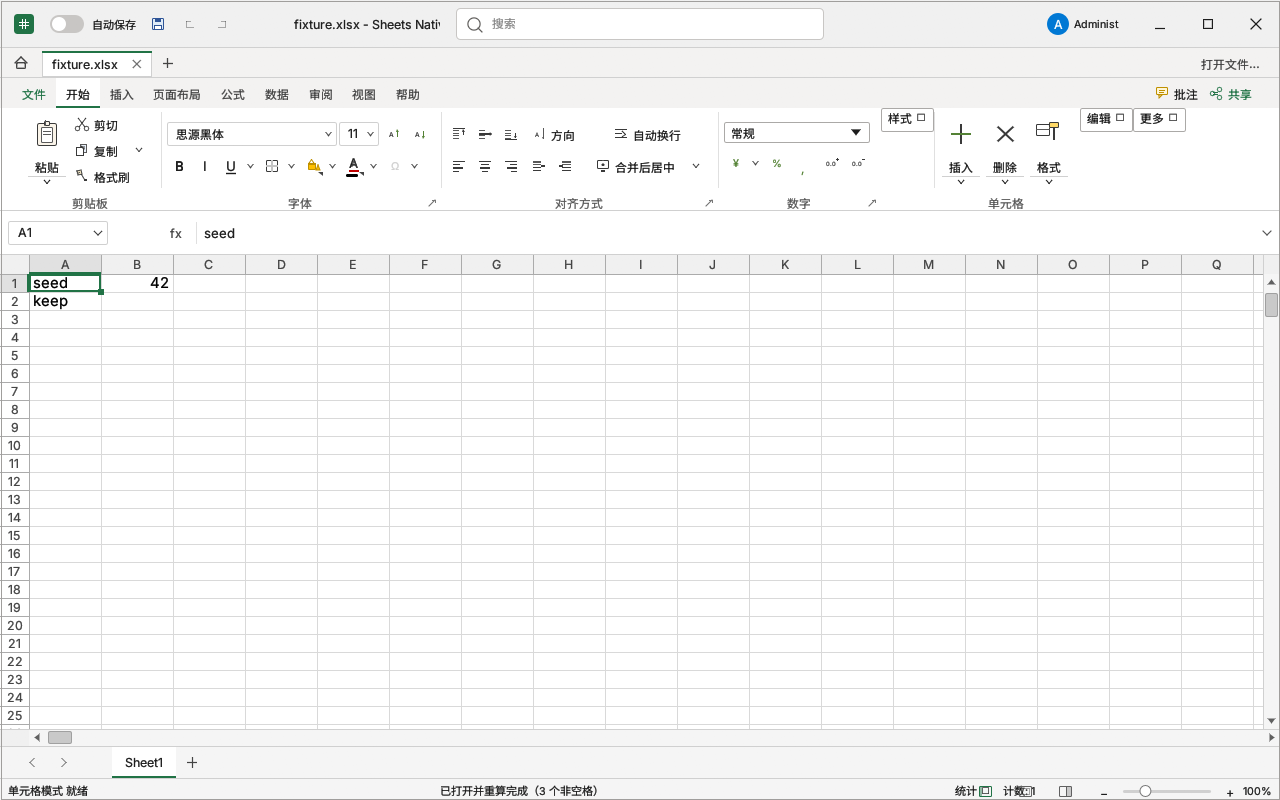 自动保存
fixture.xlsx - Sheets Nativ
搜索
A
Administ
fixture.xlsx
打开文件...
文件 开始 插入 页面布局 公式 数据 审阅 视图 帮助
批注 共享
粘贴
剪切
复制
格式刷
剪贴板
思源黑体
11
B I U
字体
方向
自动换行
合并后居中
对齐方式
常规
¥ % ,
数字
样式
插入 删除 格式
单元格
编辑 更多
A1
fx
seed
A B C D E F G H I J K L M N O P Q
1 seed 42
2 keep
3
4
5
6
7
8
9
10
11
12
13
14
15
16
17
18
19
20
21
22
23
24
25
Sheet1
单元格模式 就绪
已打开并重算完成（3 个非空格）
统计
计数: 1
100%